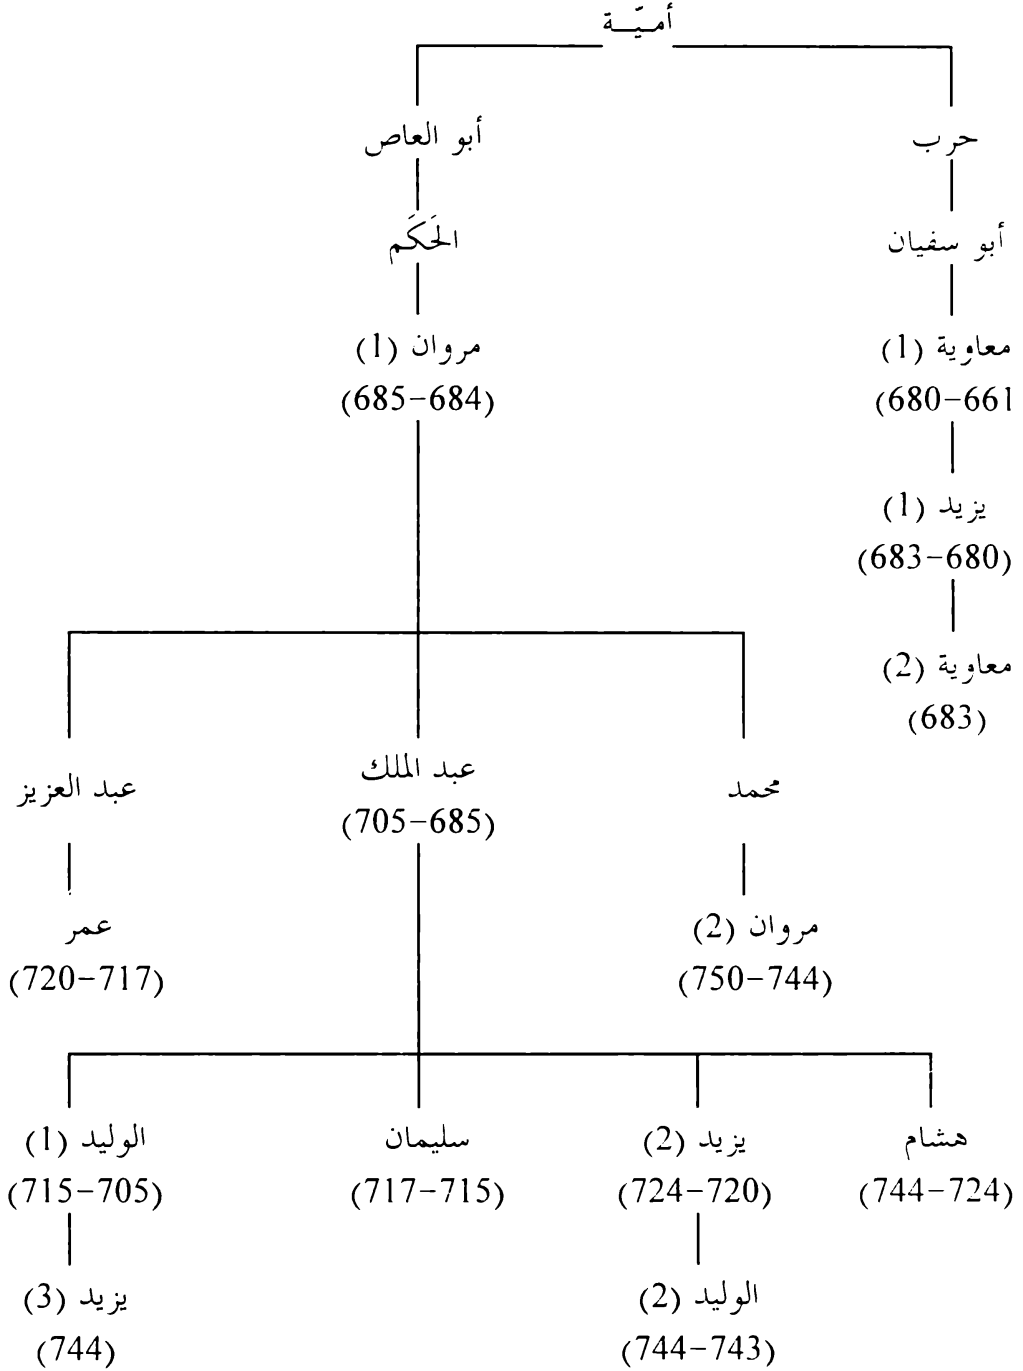 أميّة
حرب
أبو العاص
أبو سفيان
الحَكَم
معاوية (1)
(680-661
مروان (1)
(685-684)
يزيد (1)
(683-680)
معاوية (2)
(683)
محمد
عبد الملك
(705-685)
عبد العزيز
مروان (2)
(750-744)
عمر
(720-717)
هشام
(744-724)
يزيد (2)
(724-720)
سليمان
(717-715)
الوليد (1)
(715-705)
الوليد (2)
(744-743)
يزيد (3)
(744)